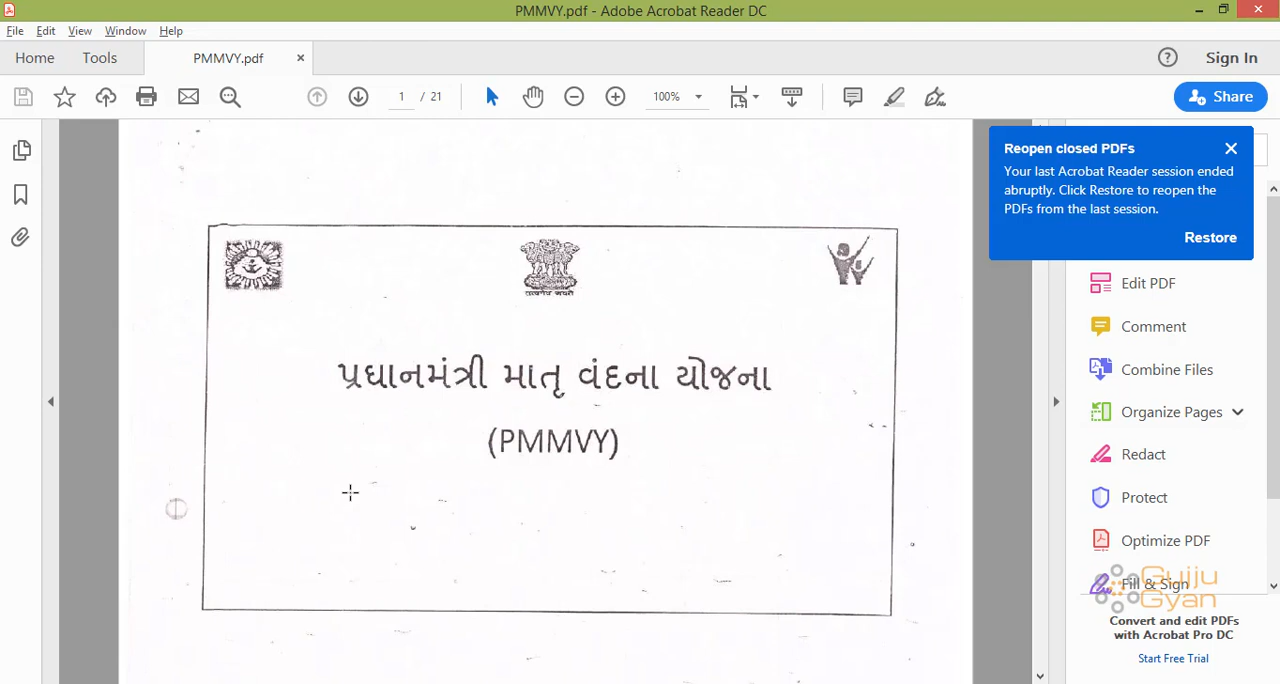 PMMVY.pdf - Adobe Acrobat Reader DC
File Edit View Window Help
Home Tools PMMVY.pdf Sign In
1 / 21 100% Share
Reopen closed PDFs
Your last Acrobat Reader session ended
abruptly. Click Restore to reopen the
PDFs from the last session.
Restore
સત્યમેવ જયતે
પ્રધાનમંત્રી માતૃ વંદના યોજના
(PMMVY)
Edit PDF
Comment
Combine Files
Organize Pages
Redact
Protect
Optimize PDF
Fill & Sign
Gujju
Gyan
Convert and edit PDFs
with Acrobat Pro DC
Start Free Trial